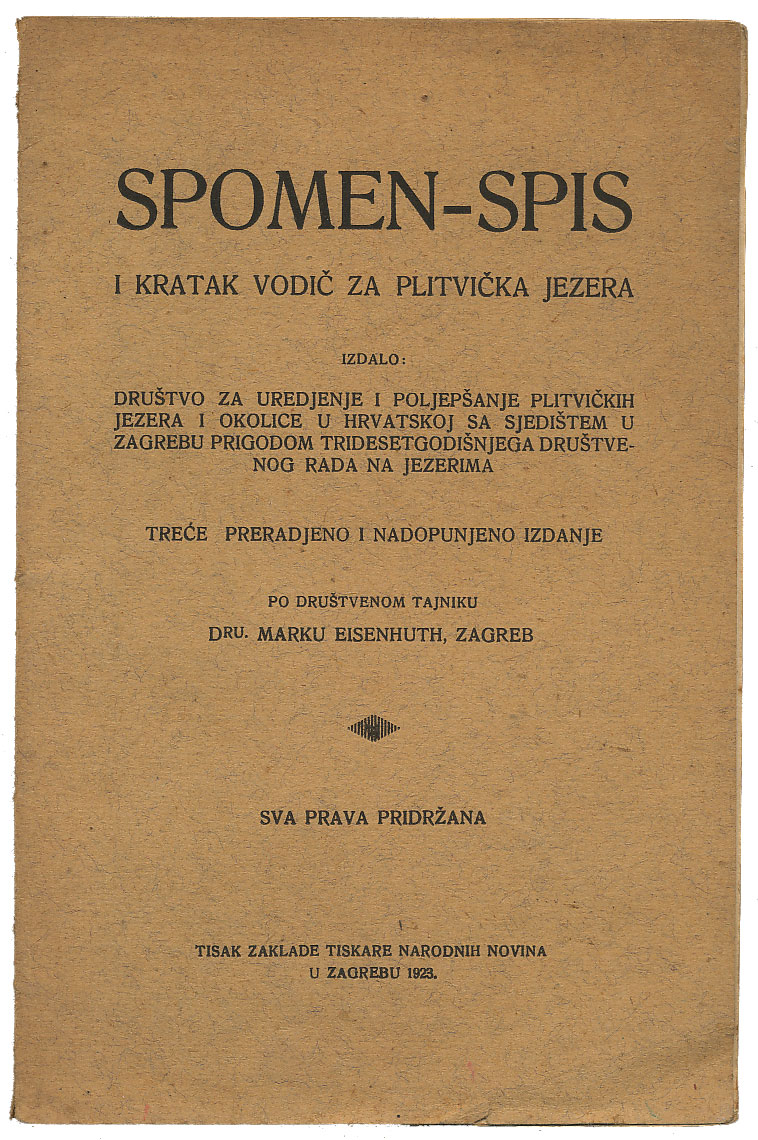 SPOMEN-SPIS
I KRATAK VODIČ ZA PLITVIČKA JEZERA
IZDALO:
DRUŠTVO ZA UREDJENJE I POLJEPŠANJE PLITVIČKIH
JEZERA I OKOLICE U HRVATSKOJ SA SJEDIŠTEM U
ZAGREBU PRIGODOM TRIDESETGODIŠNJEGA DRUŠTVE-
NOG RADA NA JEZERIMA
TREĆE PRERADJENO I NADOPUNJENO IZDANJE
PO DRUŠTVENOM TAJNIKU
DRU. MARKU EISENHUTH, ZAGREB
SVA PRAVA PRIDRŽANA
TISAK ZAKLADE TISKARE NARODNIH NOVINA
U ZAGREBU 1923.